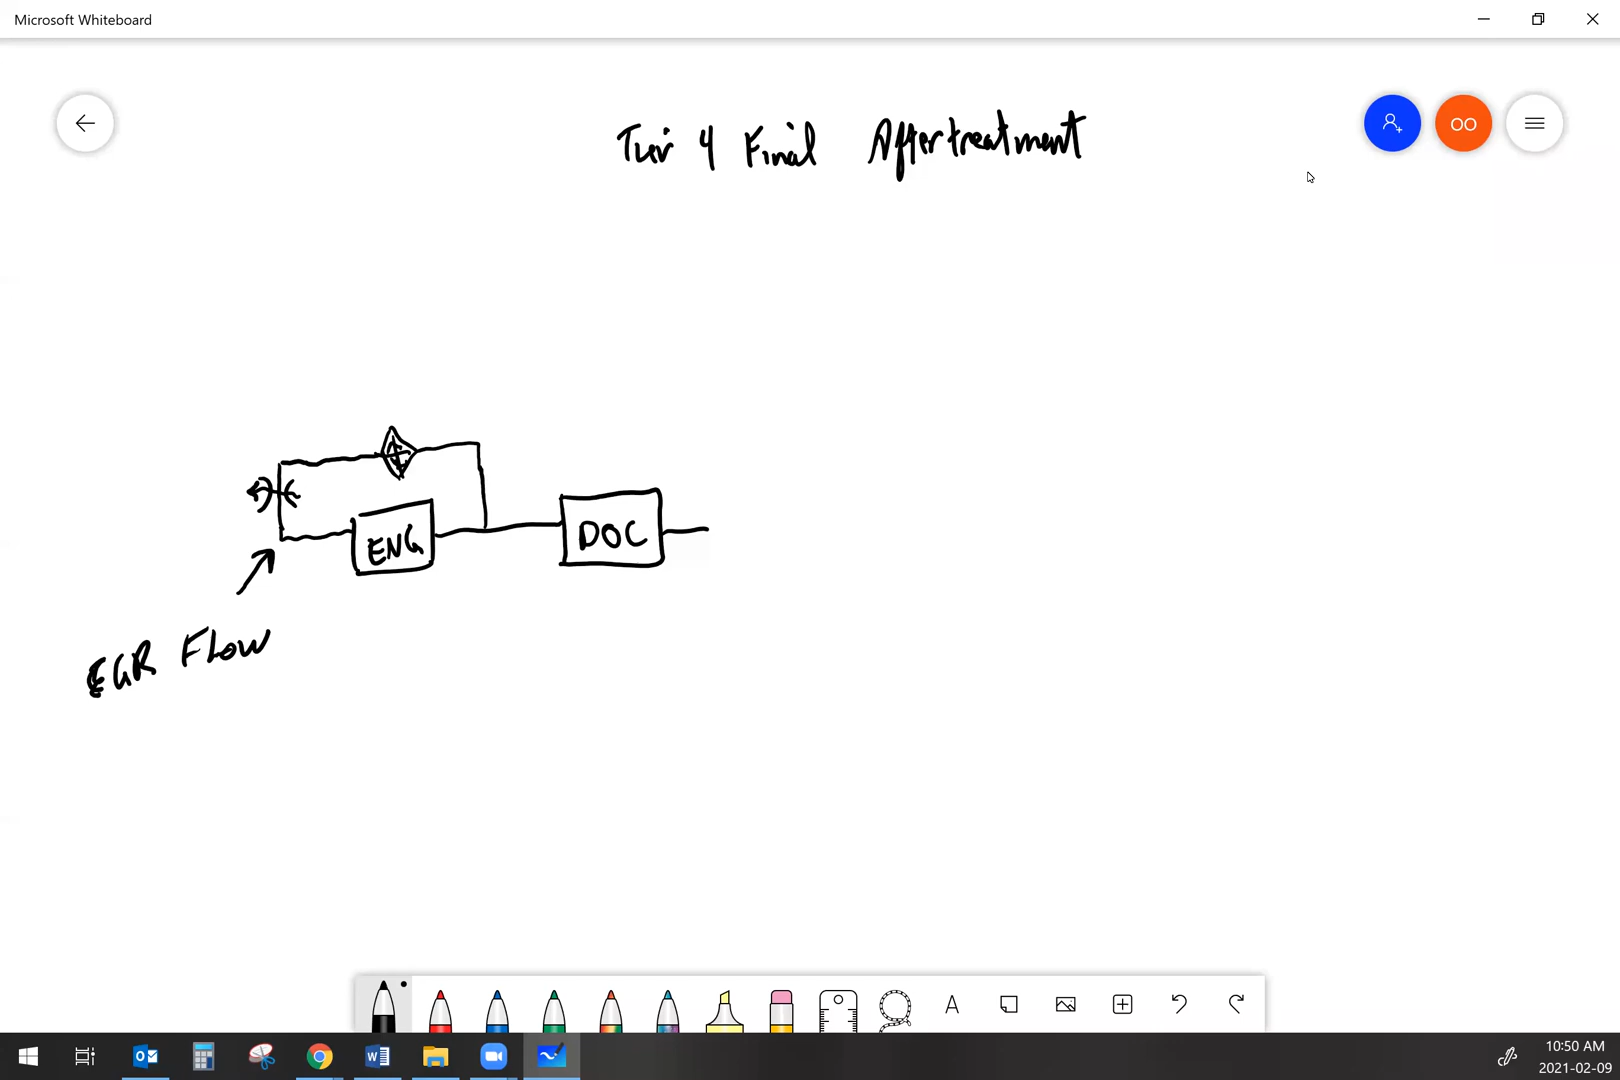 Microsoft Whiteboard
Tier 4 Final Aftertreatment
ENG
DOC
EGR Flow
10:50 AM
2021-02-09